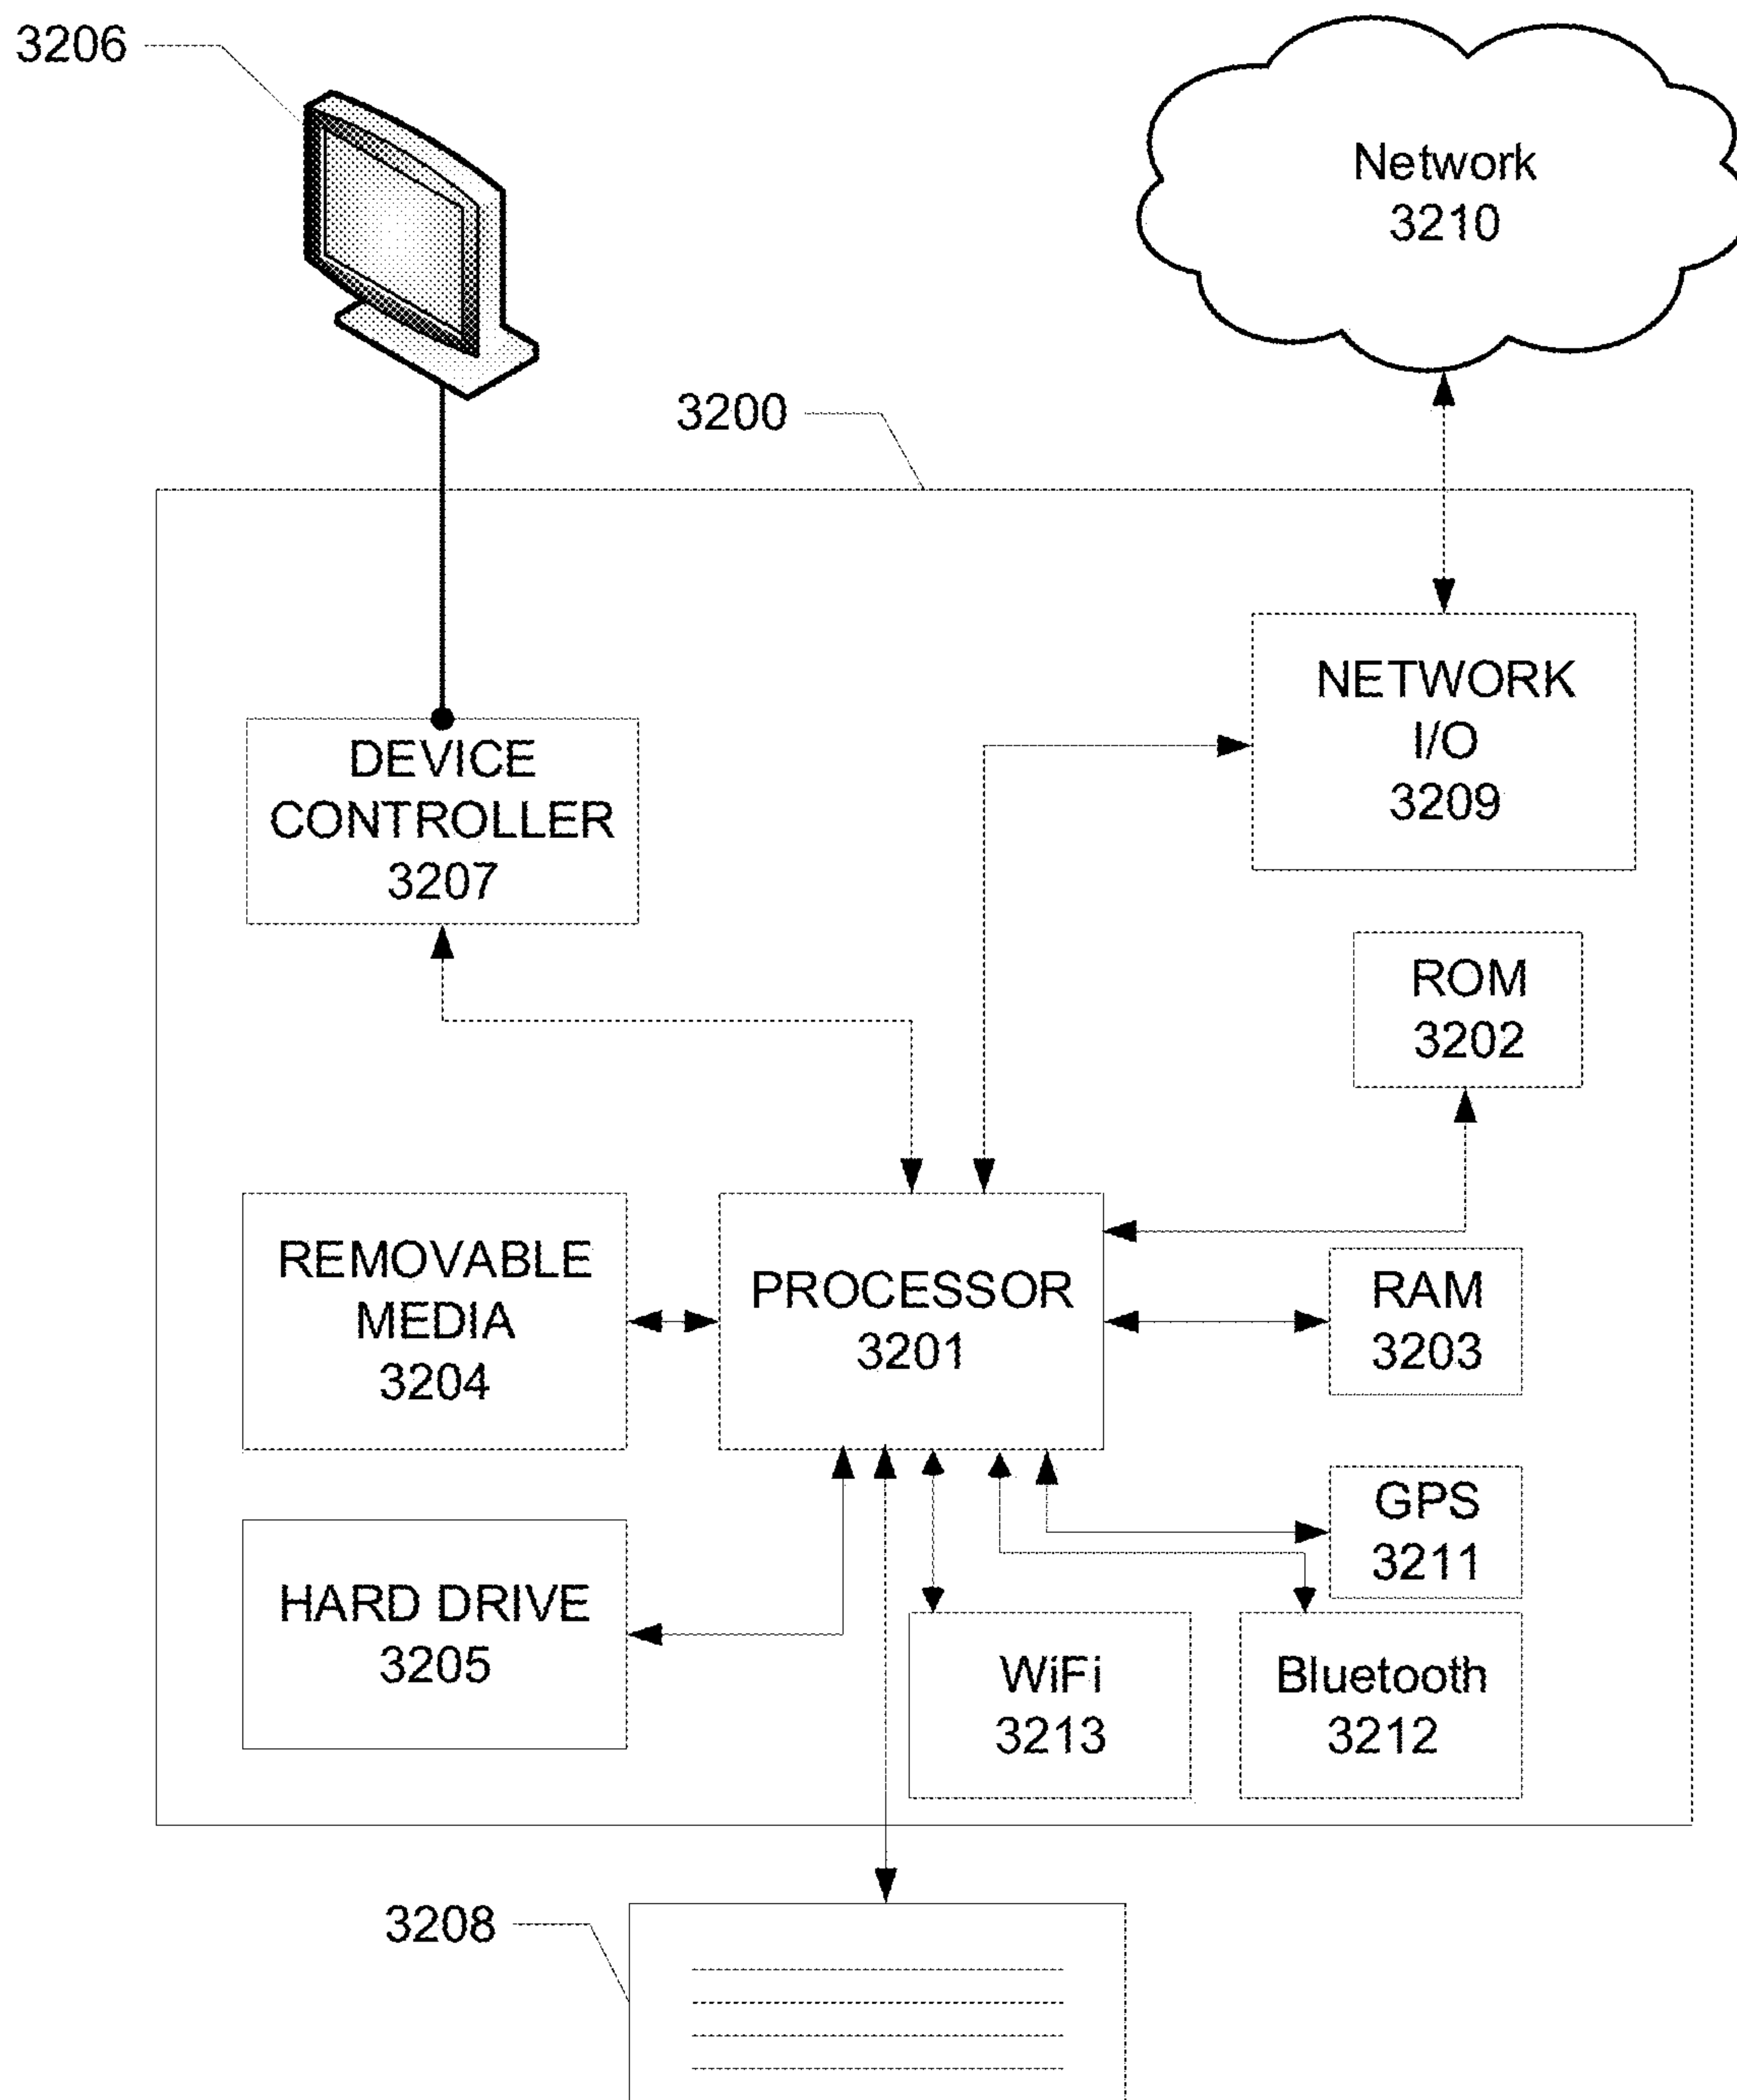 3206
Network
3210
3200
NETWORK
I/O
3209
DEVICE
CONTROLLER
3207
ROM
3202
REMOVABLE
MEDIA
3204
PROCESSOR
3201
RAM
3203
GPS
3211
HARD DRIVE
3205
WiFi
3213
Bluetooth
3212
3208